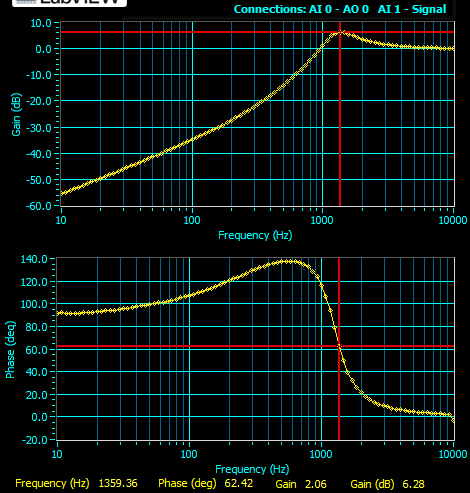 LabVIEW
Connections: AI 0 - AO 0 AI 1 - Signal
10.0
0.0
-10.0
-20.0
-30.0
-40.0
-50.0
-60.0
Gain (dB)
10 100 1000 10000
Frequency (Hz)
140.0
120.0
100.0
80.0
60.0
40.0
20.0
0.0
-20.0
Phase (deg)
10 100 1000 10000
Frequency (Hz)
Frequency (Hz) 1359.36 Phase (deg) 62.42 Gain 2.06 Gain (dB) 6.28